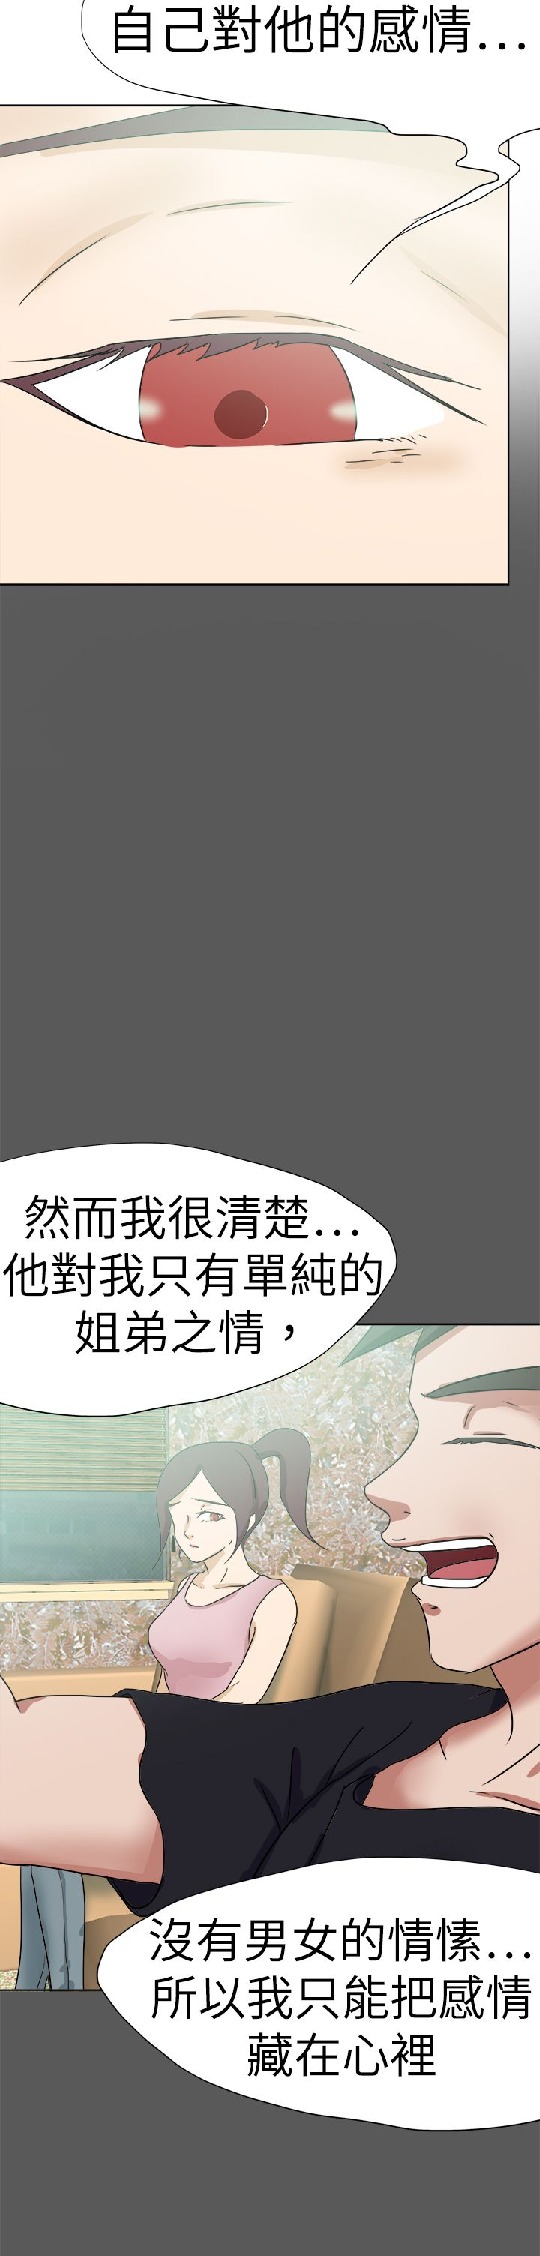 自己對他的感情...
然而我很清楚...
他對我只有單純的
姐弟之情，
沒有男女的情愫...
所以我只能把感情
藏在心裡